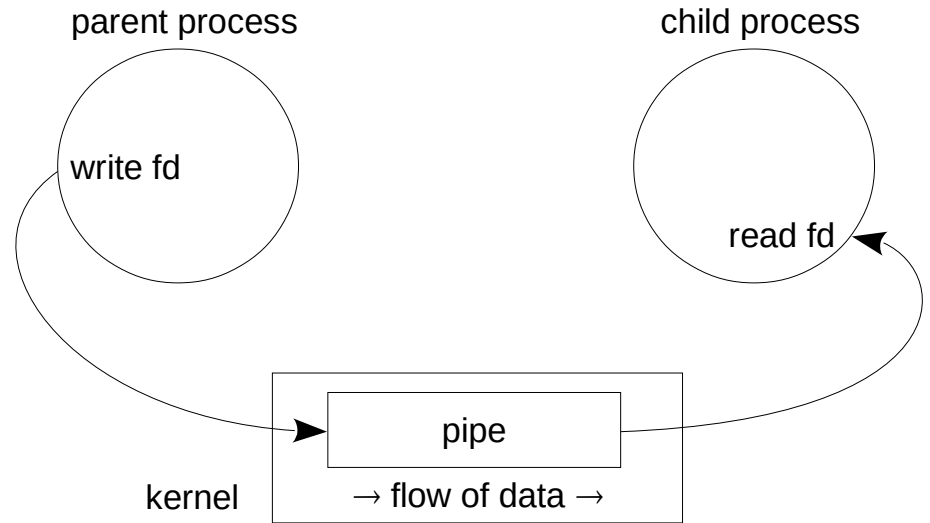 parent process
child process
write fd
read fd
pipe
kernel
→ flow of data →